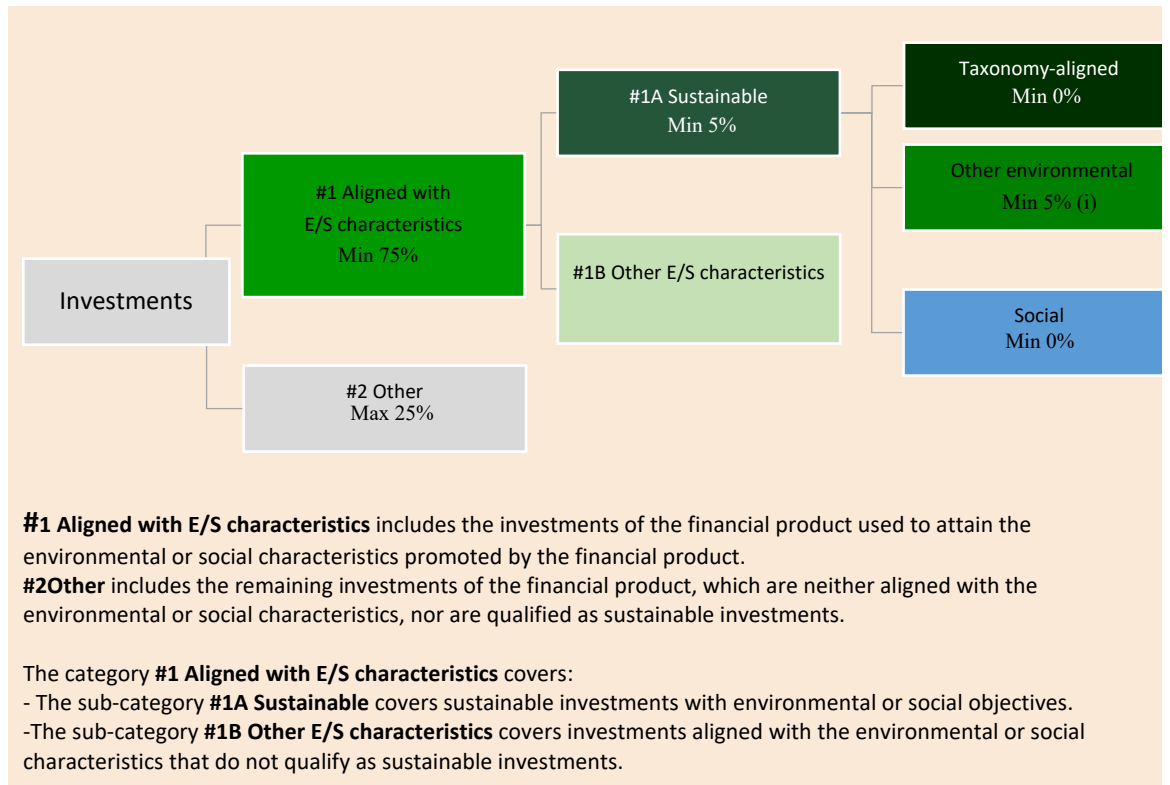 Investments
#1 Aligned with
E/S characteristics
Min 75%
#2 Other
Max 25%
#1A Sustainable
Min 5%
#1B Other E/S characteristics
Taxonomy-aligned
Min 0%
Other environmental
Min 5% (i)
Social
Min 0%
#1 Aligned with E/S characteristics includes the investments of the financial product used to attain the
environmental or social characteristics promoted by the financial product.
#2Other includes the remaining investments of the financial product, which are neither aligned with the
environmental or social characteristics, nor are qualified as sustainable investments.
The category #1 Aligned with E/S characteristics covers:
- The sub-category #1A Sustainable covers sustainable investments with environmental or social objectives.
-The sub-category #1B Other E/S characteristics covers investments aligned with the environmental or social
characteristics that do not qualify as sustainable investments.